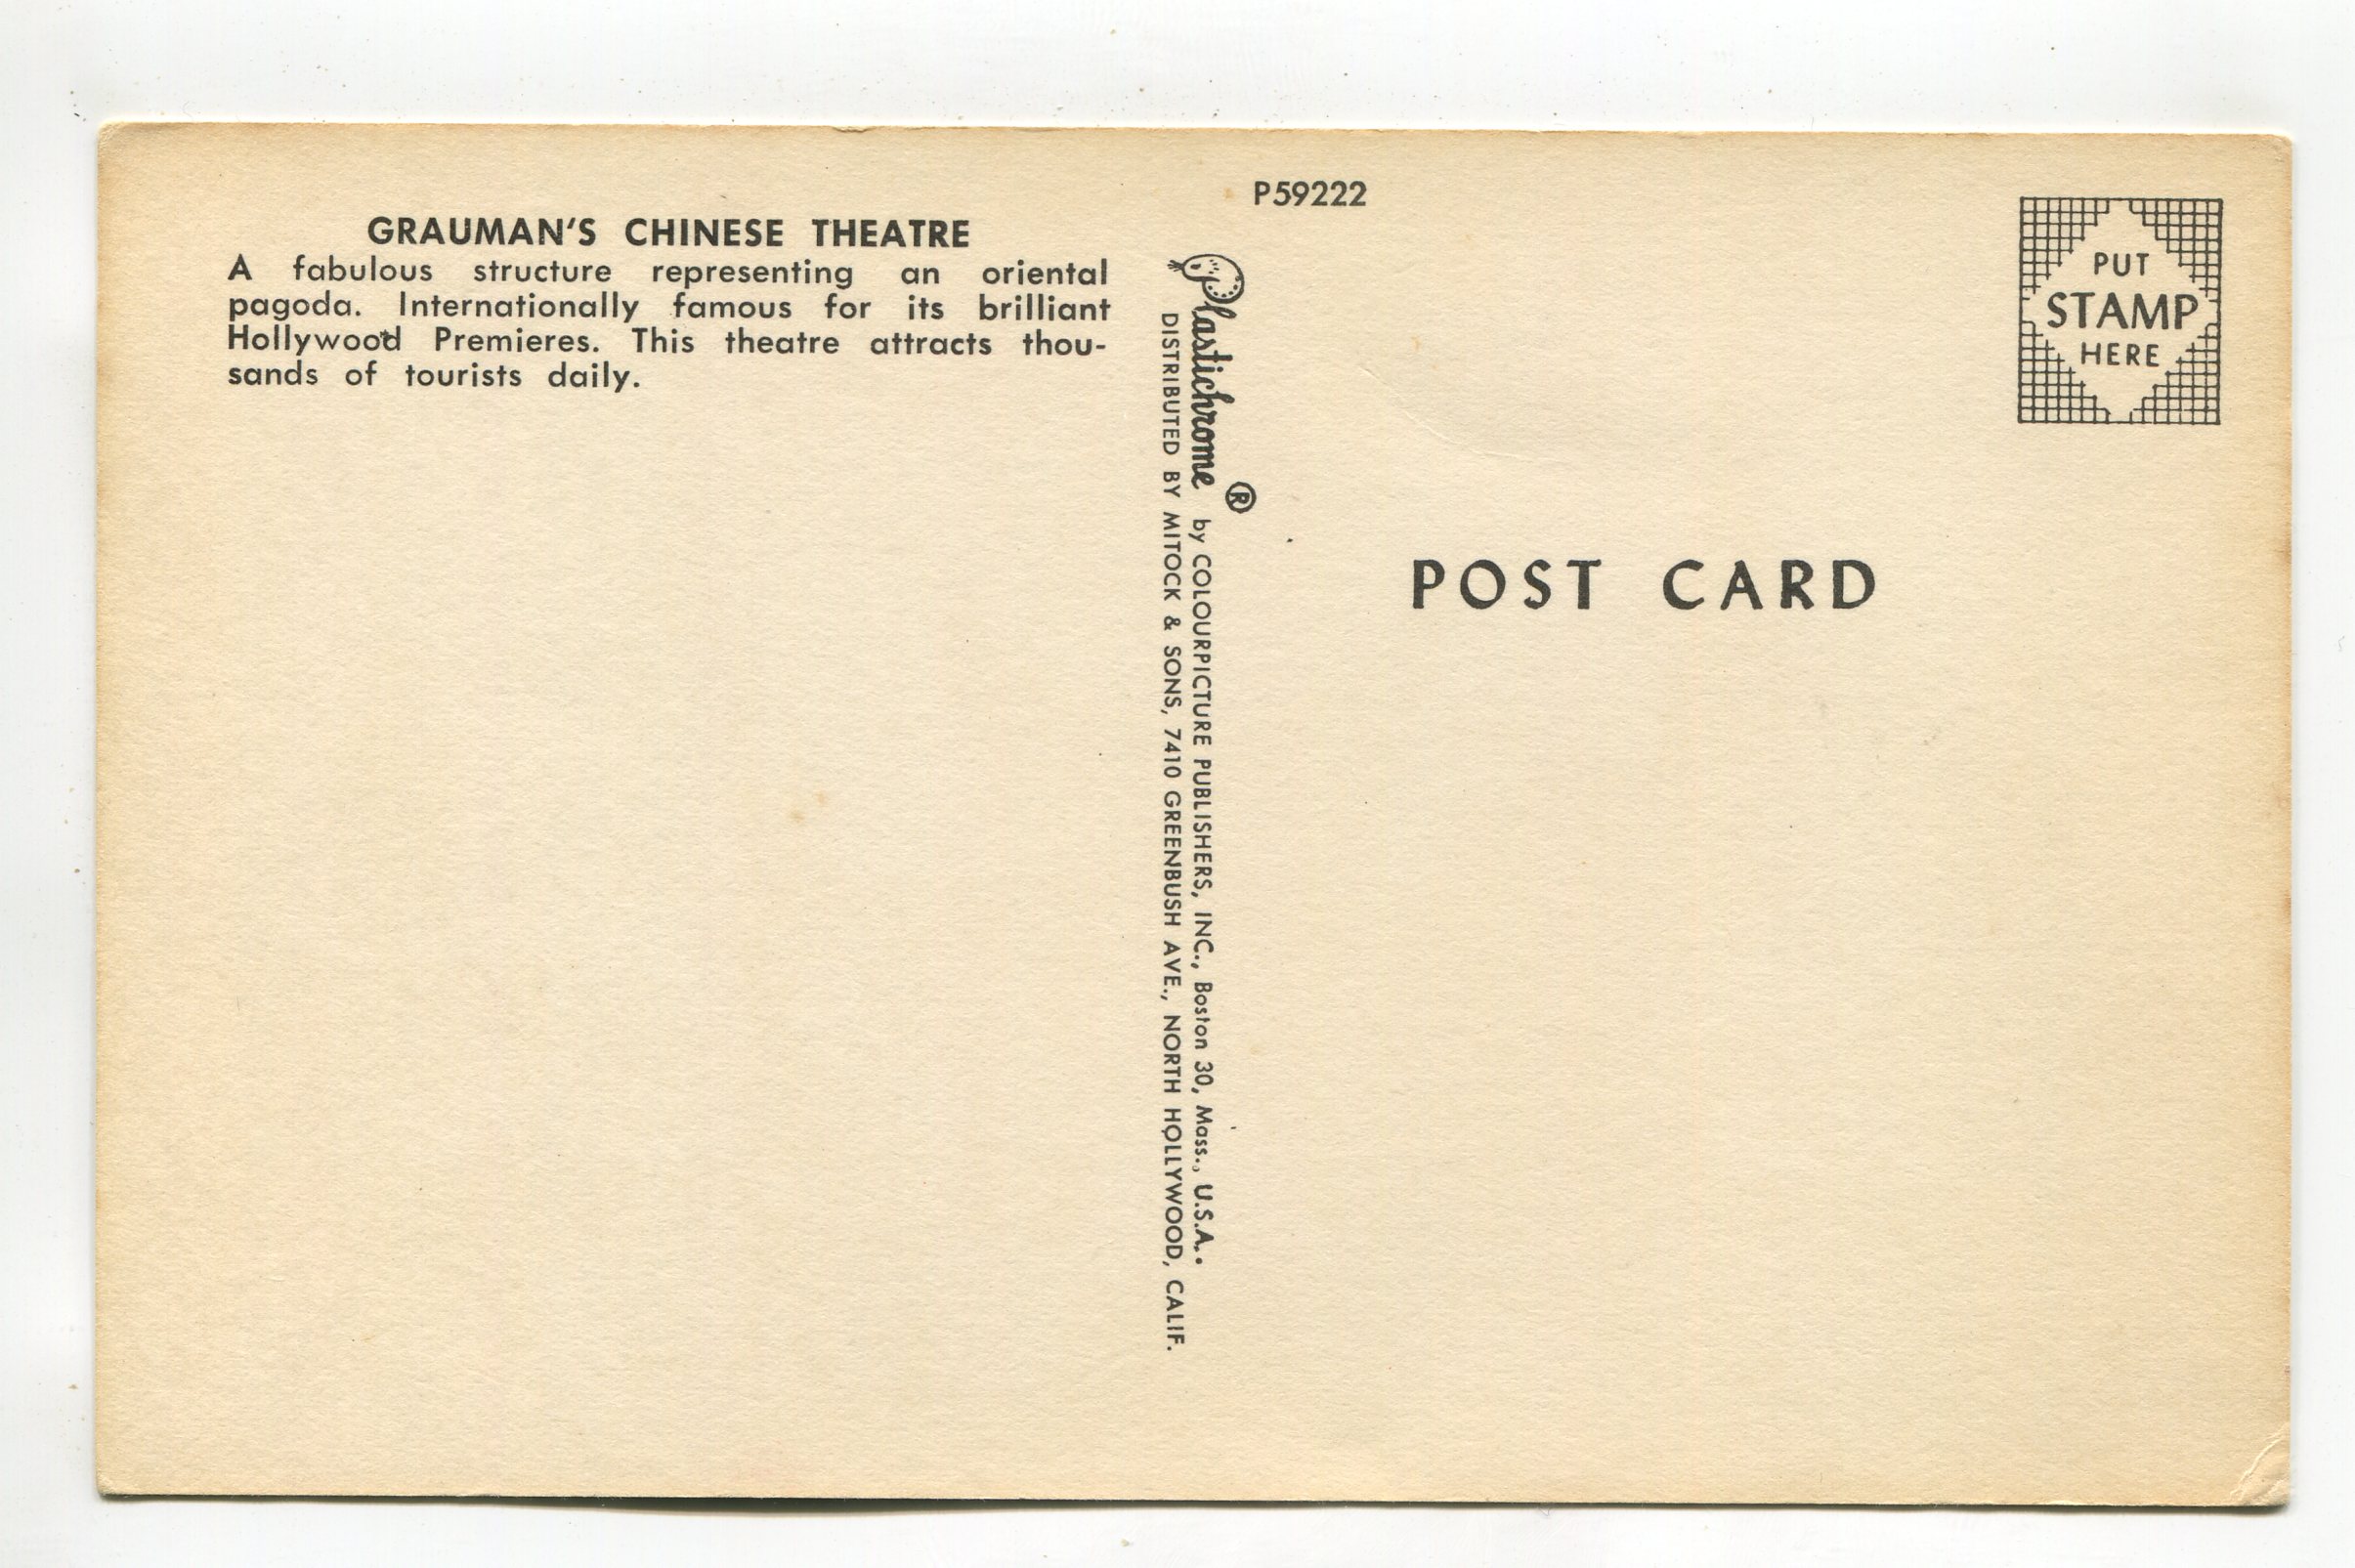 P59222
GRAUMAN'S CHINESE THEATRE
A fabulous structure representing an oriental
pagoda. Internationally famous for its brilliant
Hollywood Premieres. This theatre attracts thou-
sands of tourists daily.
Plastichrome ® by COLOURPICTURE PUBLISHERS, INC., Boston 30, Mass., U.S.A.
DISTRIBUTED BY MITOCK & SONS, 7410 GREENBUSH AVE., NORTH HOLLYWOOD, CALIF.
PUT
STAMP
HERE
POST CARD